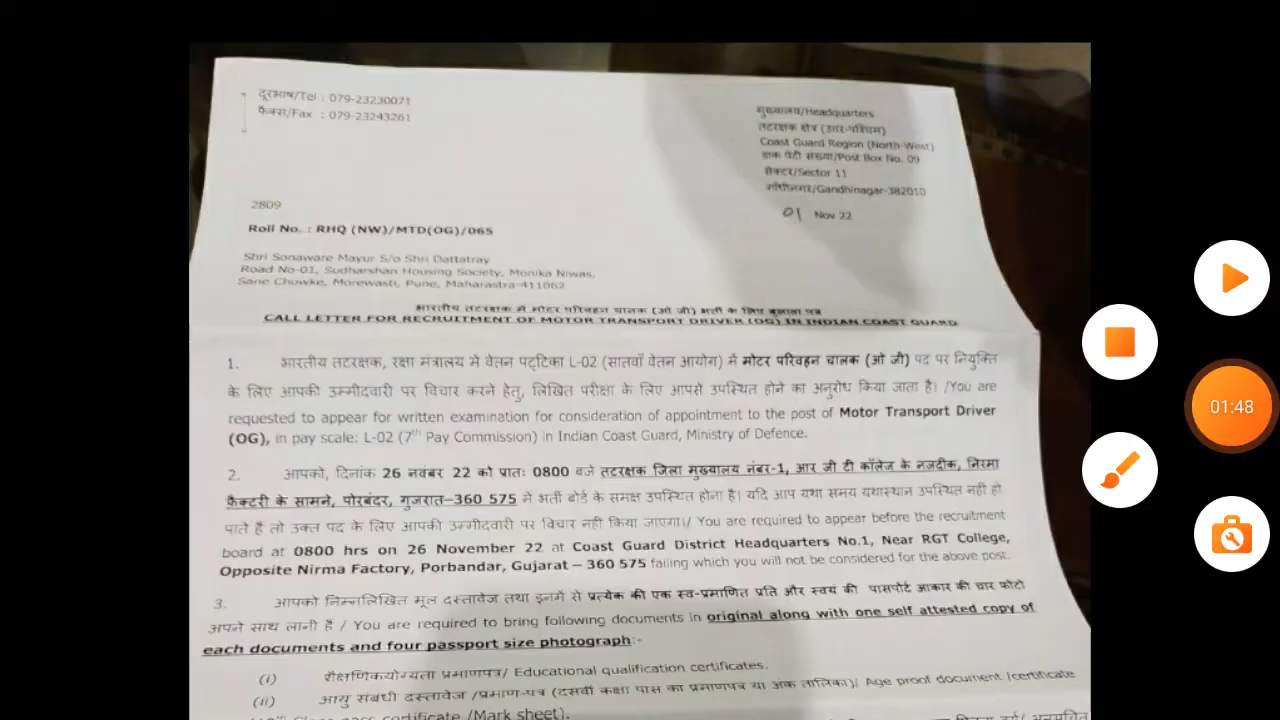 दूरभाष/Tel : 079-23230071
फैक्स/Fax : 079-23243261
मुख्यालय/Headquarters
तटरक्षक क्षेत्र (उत्तर-पश्चिम)
Coast Guard Region (North-West)
डाक पेटी संख्या/Post Box No. 09
सेक्टर/Sector 11
गाँधीनगर/Gandhinagar-382010
01 Nov 22
2809
Roll No. : RHQ (NW)/MTD(OG)/065
Shri Sonaware Mayur S/o Shri Dattatray
Road No-01, Sudharshan Housing Society, Monika Niwas,
Sane Chowke, Morewasti, Pune, Maharastra-411062
भारतीय तटरक्षक में मोटर परिवहन चालक (ओ जी) भर्ती के लिए बुलावा पत्र
CALL LETTER FOR RECRUITMENT OF MOTOR TRANSPORT DRIVER (OG) IN INDIAN COAST GUARD
1. भारतीय तटरक्षक, रक्षा मंत्रालय में वेतन पट्टिका L-02 (सातवाँ वेतन आयोग) में मोटर परिवहन चालक (ओ जी) पद पर नियुक्ति
के लिए आपकी उम्मीदवारी पर विचार करने हेतु, लिखित परीक्षा के लिए आपसे उपस्थित होने का अनुरोध किया जाता है। /You are
requested to appear for written examination for consideration of appointment to the post of Motor Transport Driver
(OG), in pay scale: L-02 (7th Pay Commission) in Indian Coast Guard, Ministry of Defence.
2. आपको, दिनांक 26 नवंबर 22 को प्रातः 0800 बजे तटरक्षक जिला मुख्यालय नंबर-1, आर जी टी कॉलेज के नजदीक, निरमा
फ़ैक्टरी के सामने, पोरबंदर, गुजरात–360 575 में भर्ती बोर्ड के समक्ष उपस्थित होना है। यदि आप यथा समय यथास्थान उपस्थित नहीं हो
पाते हैं तो उक्त पद के लिए आपकी उम्मीदवारी पर विचार नहीं किया जाएगा।/ You are required to appear before the recruitment
board at 0800 hrs on 26 November 22 at Coast Guard District Headquarters No.1, Near RGT College,
Opposite Nirma Factory, Porbandar, Gujarat – 360 575 failing which you will not be considered for the above post.
3. आपको निम्नलिखित मूल दस्तावेज तथा इनमें से प्रत्येक की एक स्व-प्रमाणित प्रति और स्वयं की पासपोर्ट आकार की चार फोटो
अपने साथ लानी है / You are required to bring following documents in original along with one self attested copy of
each documents and four passport size photograph:-
(i) शैक्षणिकयोग्यता प्रमाणपत्र/ Educational qualification certificates.
(ii) आयु संबंधी दस्तावेज /प्रमाण-पत्र (दसवीं कक्षा पास का प्रमाणपत्र या अंक तालिका)/ Age proof document /certificate
certificate /Mark sheet).
01:48